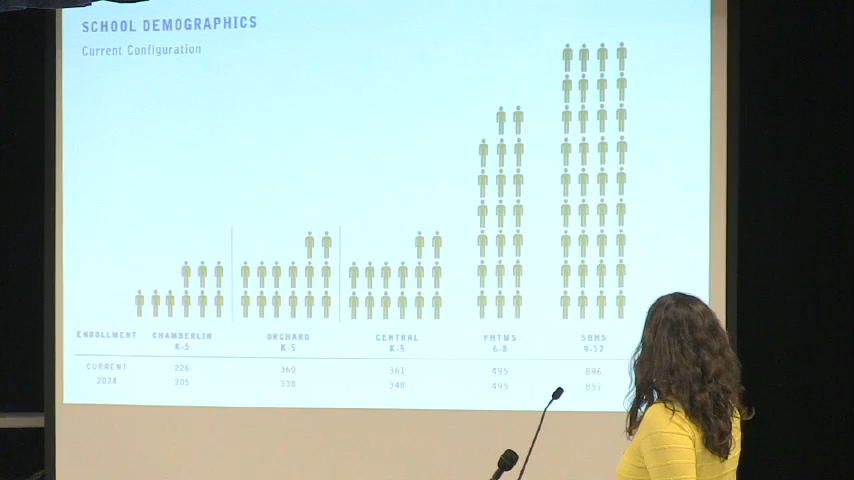 SCHOOL DEMOGRAPHICS
Current Configuration
ENROLLMENT CHAMBERLIN ORCHARD CENTRAL FHTMS SBHS
K-5 K-5 K-5 6-8 9-12
CURRENT 226 360 361 495 896
2024 205 338 348 495 857